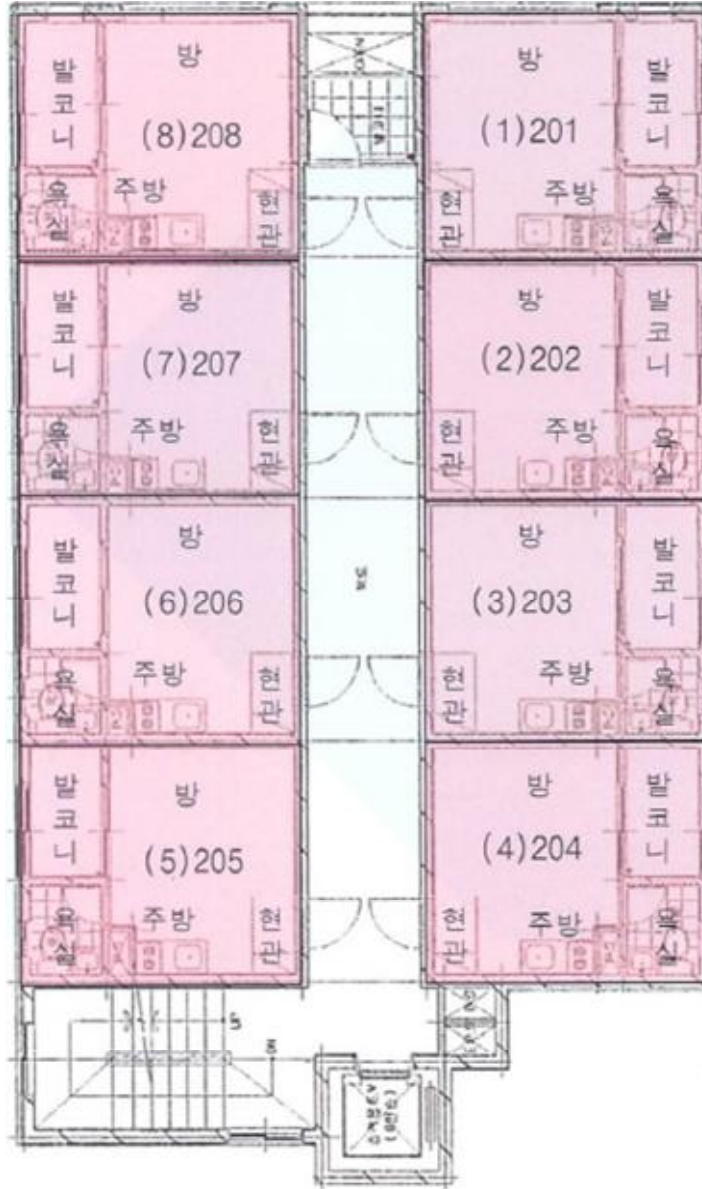 방
발코니
(8)208
주방
욕실
현관
방
발코니
(1)201
주방
욕실
현관
방
발코니
(7)207
주방
욕실
현관
방
발코니
(2)202
주방
욕실
현관
방
발코니
(6)206
주방
욕실
현관
복도
방
발코니
(3)203
주방
욕실
현관
방
발코니
(5)205
주방
욕실
현관
방
발코니
(4)204
주방
욕실
현관
DN